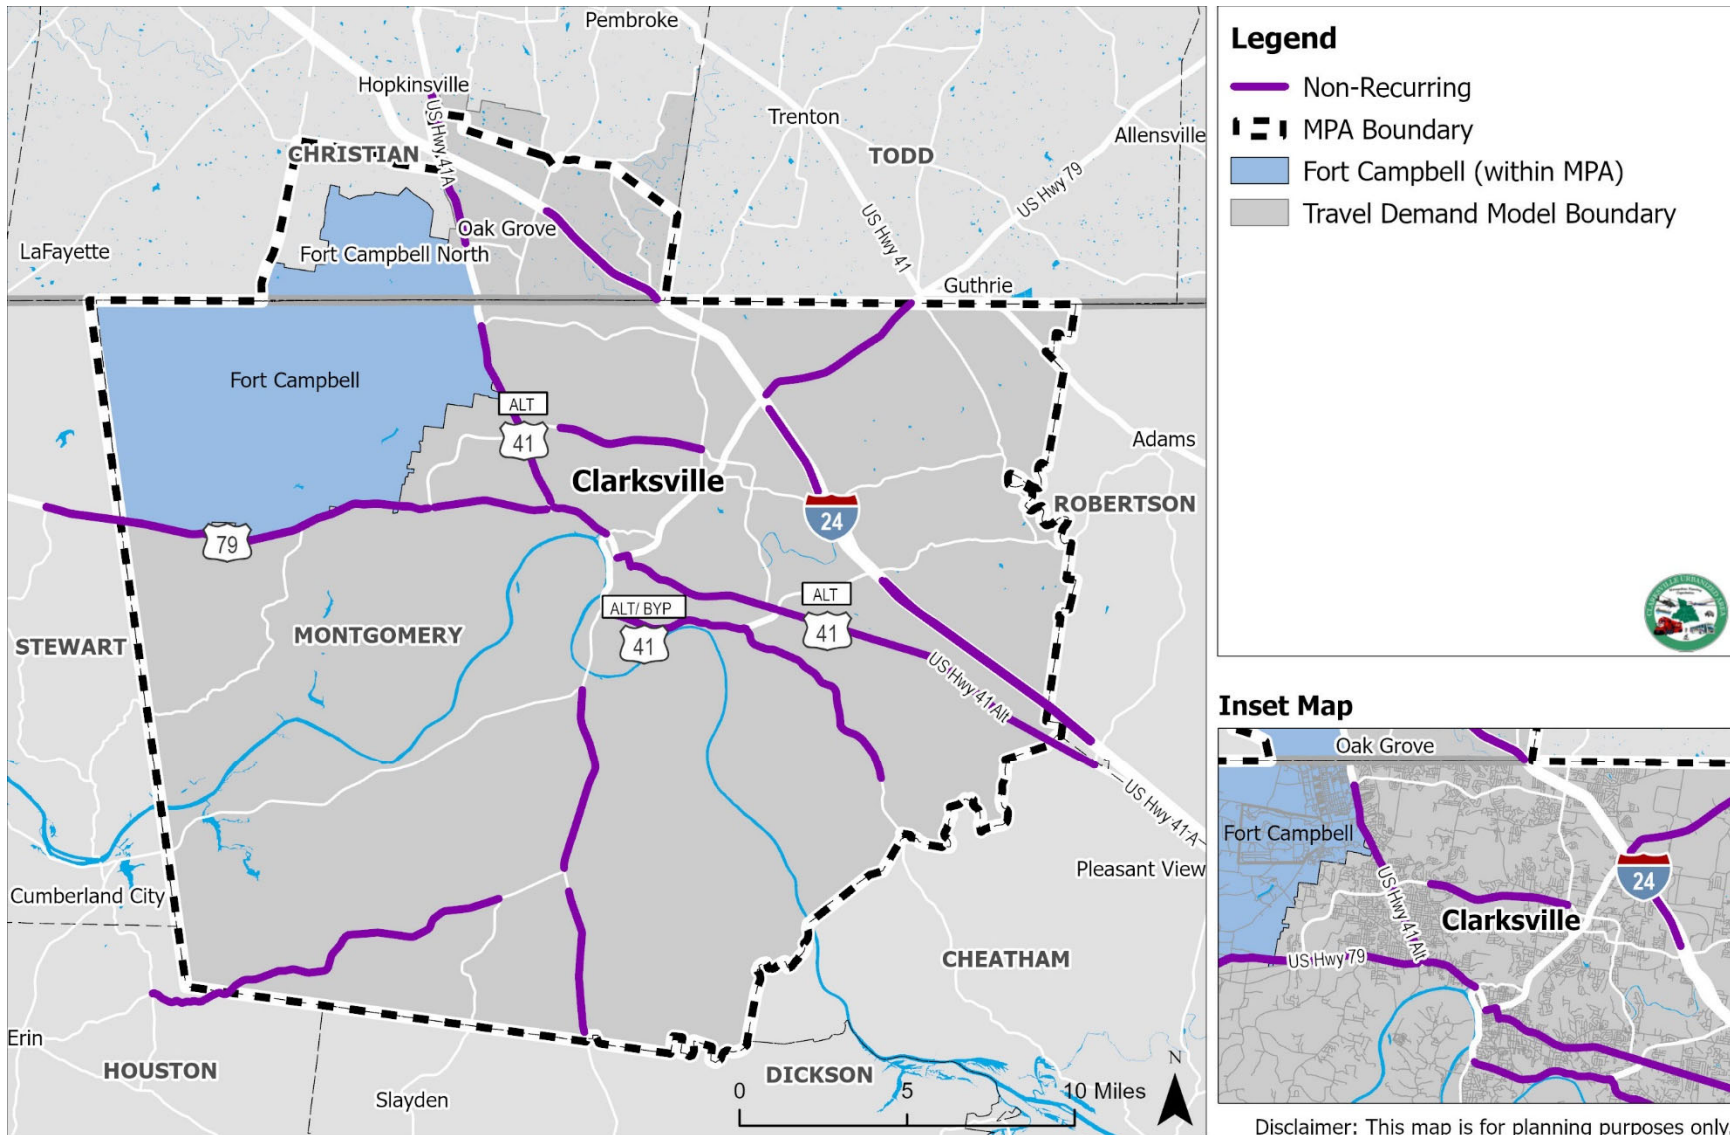 Pembroke
Hopkinsville
US Hwy 41A
Trenton
Allensville
CHRISTIAN
TODD
US Hwy 79
US Hwy 41
LaFayette
Oak Grove
Fort Campbell North
Guthrie
Fort Campbell
ALT
41
Clarksville
Adams
ROBERTSON
24
79
ALT/ BYP
41
ALT
41
STEWART
MONTGOMERY
US Hwy 41 Alt
US Hwy 41 A
Pleasant View
Cumberland City
CHEATHAM
Erin
HOUSTON
DICKSON
Slayden
0 5 10 Miles
N
Legend
Non-Recurring
MPA Boundary
Fort Campbell (within MPA)
Travel Demand Model Boundary
CLARKSVILLE URBANIZED AREA
Inset Map
Oak Grove
Fort Campbell
24
US Hwy 41 Alt
Clarksville
US Hwy 79
Disclaimer: This map is for planning purposes only.